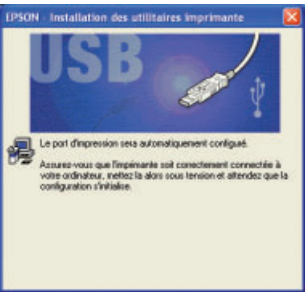 EPSON - Installation des utilitaires imprimante
USB
Le port d'impression sera automatiquement configuré.
Assurez-vous que l'imprimante soit correctement connectée à
votre ordinateur, mettez la alors sous tension et attendez que la
configuration s'initialise.